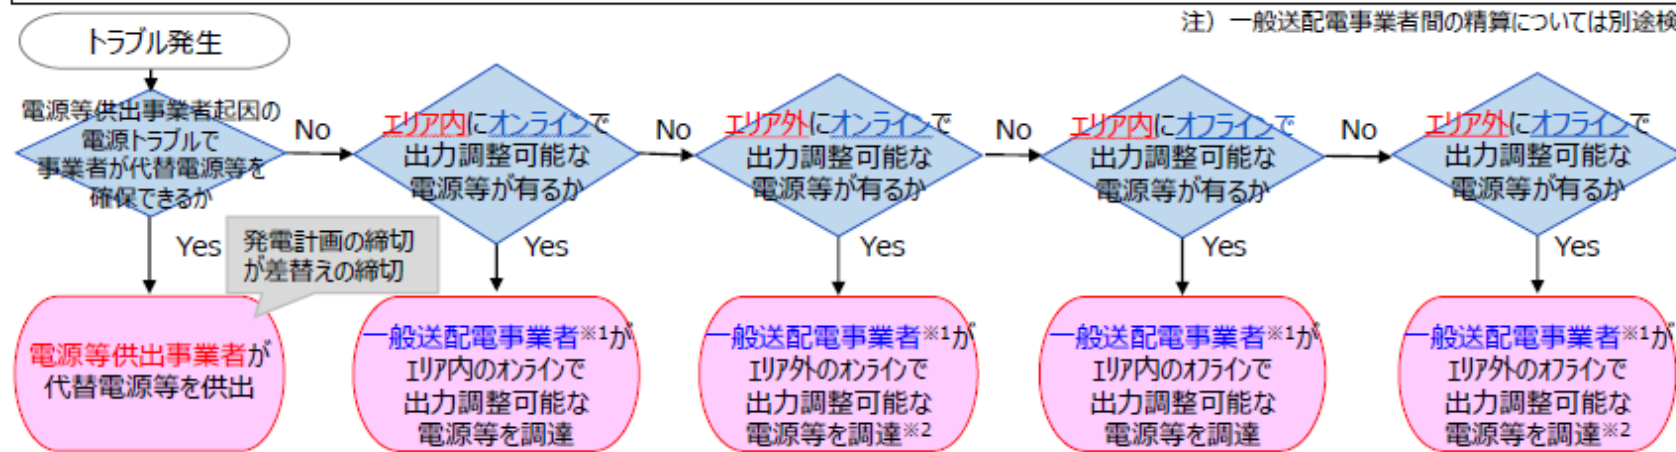 注）一般送配電事業者間の精算については別途検
トラブル発生
電源等供出事業者起因の
電源トラブルで
事業者が代替電源等を
確保できるか
No
エリア内にオンラインで
出力調整可能な
電源等が有るか
No
エリア外にオンラインで
出力調整可能な
電源等が有るか
No
エリア内にオフラインで
出力調整可能な
電源等が有るか
No
エリア外にオフラインで
出力調整可能な
電源等が有るか
Yes
発電計画の締切
が差替えの締切
Yes
Yes
Yes
Yes
電源等供出事業者が
代替電源等を供出
一般送配電事業者※1が
エリア内のオンラインで
出力調整可能な
電源等を調達
一般送配電事業者※1が
エリア外のオンラインで
出力調整可能な
電源等を調達※2
一般送配電事業者※1が
エリア内のオフラインで
出力調整可能な
電源等を調達
一般送配電事業者※1が
エリア外のオフラインで
出力調整可能な
電源等を調達※2